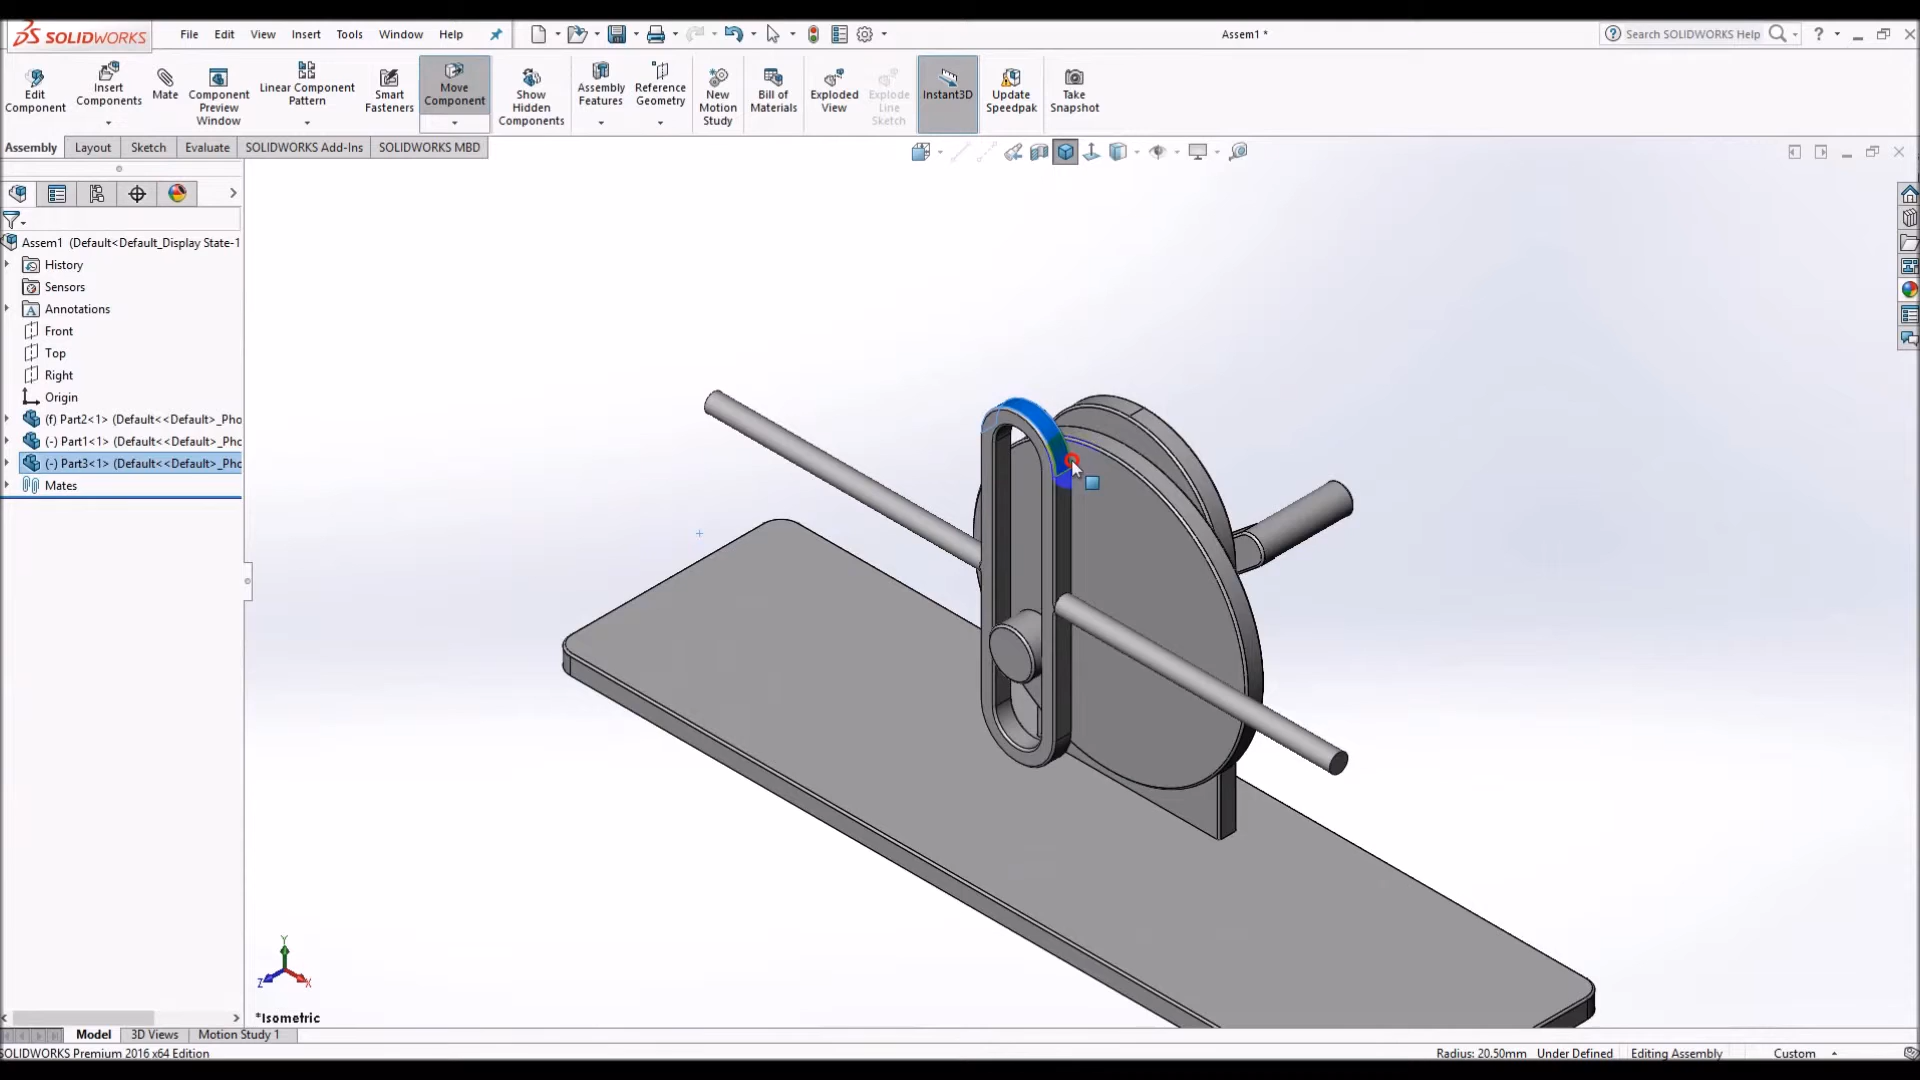 SOLIDWORKS File Edit View Insert Tools Window Help Assem1 * Search SOLIDWORKS Help ?
Edit Component
Insert Components
Mate
Component Preview Window
Linear Component Pattern
Smart Fasteners
Move Component
Show Hidden Components
Assembly Features
Reference Geometry
New Motion Study
Bill of Materials
Exploded View
Explode Line Sketch
Instant3D
Update Speedpak
Take Snapshot
Assembly Layout Sketch Evaluate SOLIDWORKS Add-Ins SOLIDWORKS MBD
Assem1 (Default<Default_Display State-1
History
Sensors
Annotations
Front
Top
Right
Origin
(f) Part2<1> (Default<<Default>_Pho
(-) Part1<1> (Default<<Default>_Pho
(-) Part3<1> (Default<<Default>_Pho
Mates
Y
Z X
*Isometric
Model 3D Views Motion Study 1
SOLIDWORKS Premium 2016 x64 Edition Radius: 20.50mm Under Defined Editing Assembly Custom